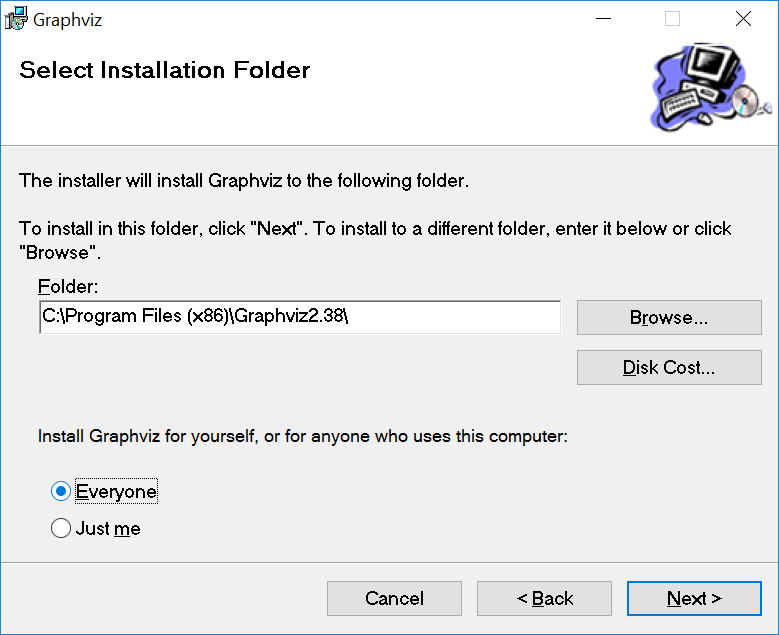 Graphviz
Select Installation Folder
The installer will install Graphviz to the following folder.
To install in this folder, click "Next". To install to a different folder, enter it below or click
"Browse".
Folder:
C:\Program Files (x86)\Graphviz2.38\
Browse...
Disk Cost...
Install Graphviz for yourself, or for anyone who uses this computer:
Everyone
Just me
Cancel
< Back
Next >